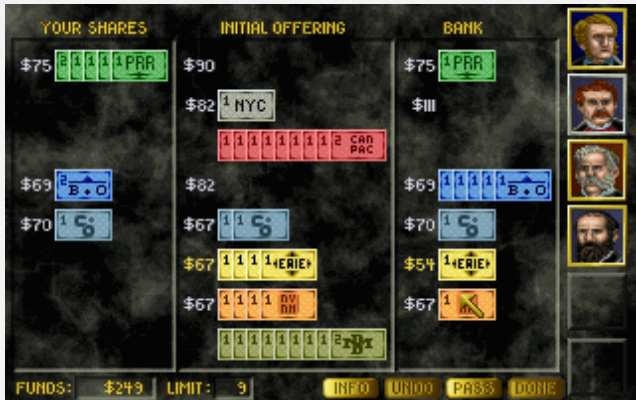 YOUR SHARES INITIAL OFFERING BANK
$75 2 1 1 1 1 PRR $90 $75 1 PRR
$82 1 NYC $111
1 1 1 1 1 1 1 1 2 CAN PAC
$69 2 B+O $82 $69 1 1 1 1 1 B+O
$70 1 C+O $67 1 1 C+O $70 1 C+O
$67 1 1 1 1 ERIE $54 1 ERIE
$67 1 1 1 1 NY NH $67 1
1 1 1 1 1 1 1 1 2 B M
FUNDS: $249 LIMIT: 9 INFO UNDO PASS DONE